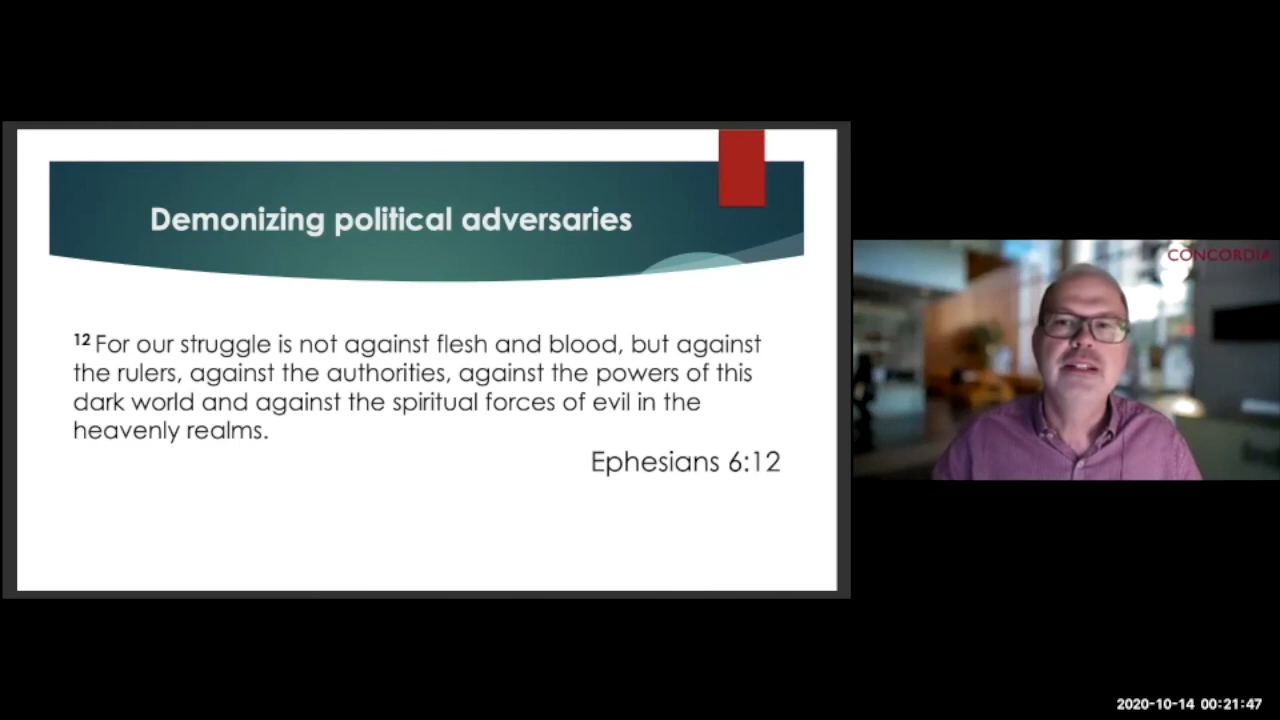 Demonizing political adversaries
12 For our struggle is not against flesh and blood, but against
the rulers, against the authorities, against the powers of this
dark world and against the spiritual forces of evil in the
heavenly realms.
Ephesians 6:12
CONCORDIA
2020-10-14 00:21:47